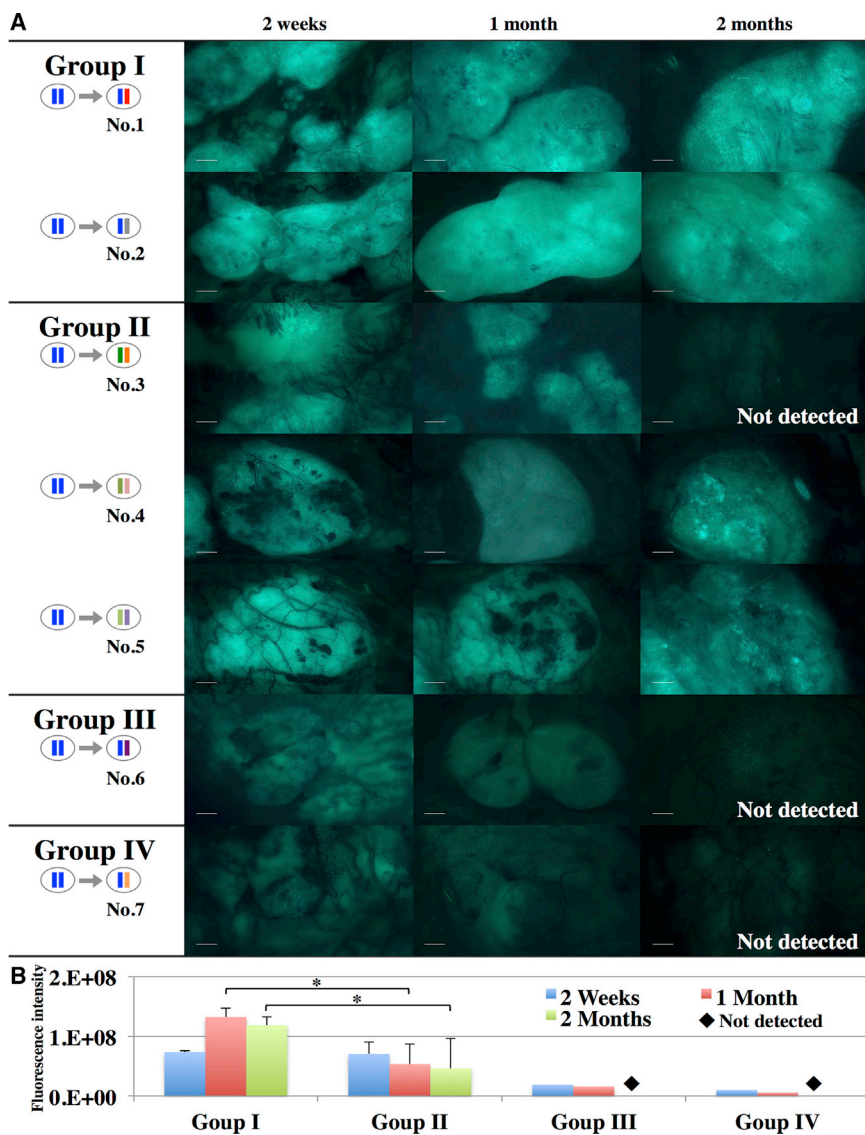 A
2 weeks 1 month 2 months
Group I
No.1
No.2
Group II
No.3
Not detected
No.4
No.5
Group III
No.6
Not detected
Group IV
No.7
Not detected
B
Fluorescence intensity
2.E+08
1.E+08
0.E+00
* *
2 Weeks 1 Month
2 Months Not detected
Goup I Goup II Goup III Goup IV